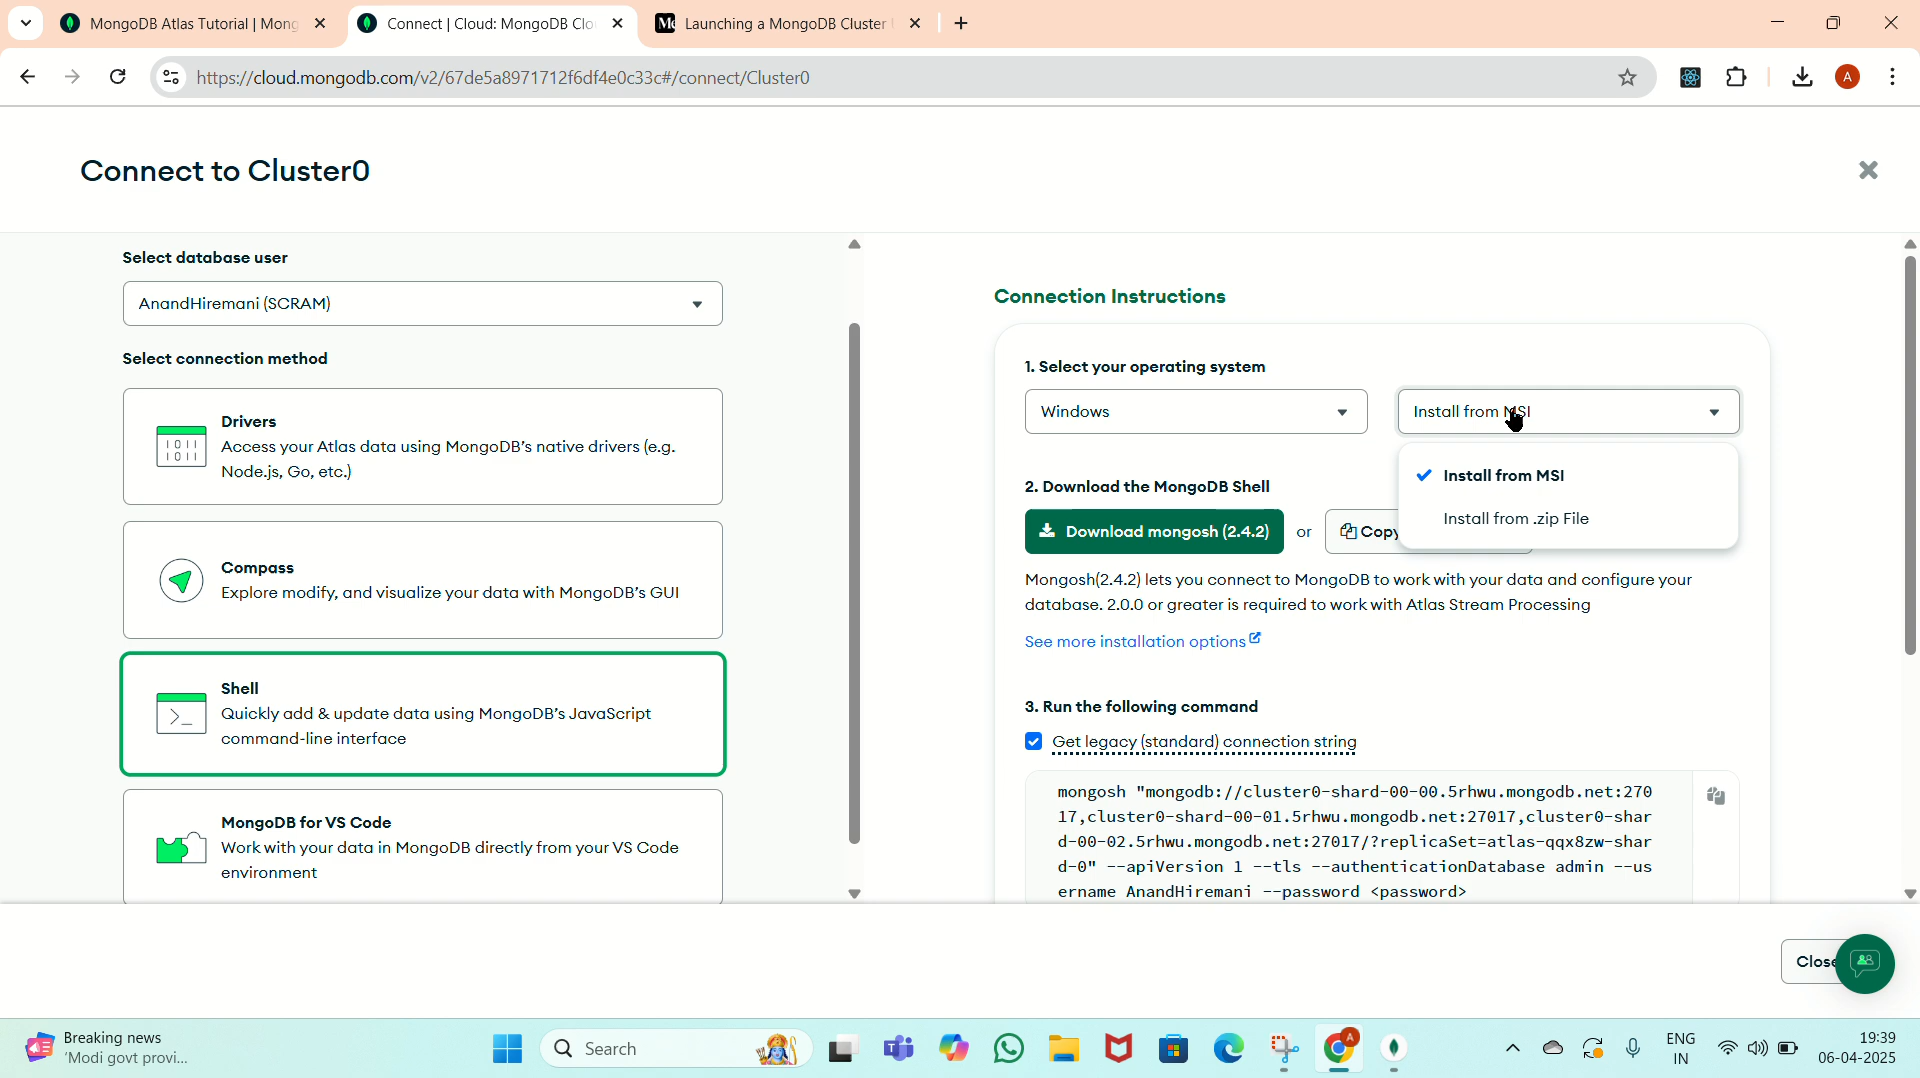 MongoDB Atlas Tutorial | Mong
Connect | Cloud: MongoDB Clo
Launching a MongoDB Cluster
https://cloud.mongodb.com/v2/67de5a8971712f6df4e0c33c#/connect/Cluster0
A
Connect to Cluster0
Select database user
AnandHiremani (SCRAM)
Select connection method
Drivers
Access your Atlas data using MongoDB's native drivers (e.g.
Node.js, Go, etc.)
Compass
Explore modify, and visualize your data with MongoDB's GUI
Shell
Quickly add & update data using MongoDB's JavaScript
command-line interface
MongoDB for VS Code
Work with your data in MongoDB directly from your VS Code
environment
Connection Instructions
1. Select your operating system
Windows
Install from MSI
Install from MSI
Install from .zip File
2. Download the MongoDB Shell
Download mongosh (2.4.2) or Copy
Mongosh(2.4.2) lets you connect to MongoDB to work with your data and configure your
database. 2.0.0 or greater is required to work with Atlas Stream Processing
See more installation options
3. Run the following command
Get legacy (standard) connection string
mongosh "mongodb://cluster0-shard-00-00.5rhwu.mongodb.net:270
17,cluster0-shard-00-01.5rhwu.mongodb.net:27017,cluster0-shar
d-00-02.5rhwu.mongodb.net:27017/?replicaSet=atlas-qqx8zw-shar
d-0" --apiVersion 1 --tls --authenticationDatabase admin --us
ername AnandHiremani --password <password>
Close
Breaking news
'Modi govt provi...
Search
A
ENG
IN
19:39
06-04-2025